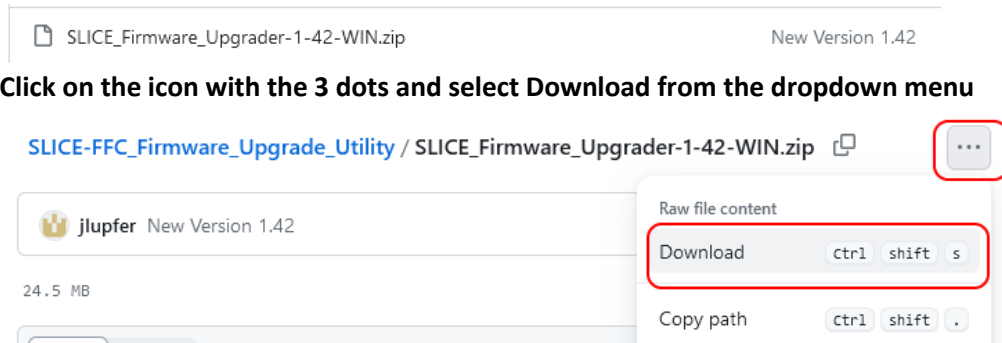 SLICE_Firmware_Upgrader-1-42-WIN.zip New Version 1.42
Click on the icon with the 3 dots and select Download from the dropdown menu
SLICE-FFC_Firmware_Upgrade_Utility / SLICE_Firmware_Upgrader-1-42-WIN.zip ...
Raw file content
jlupfer New Version 1.42
Download Ctrl shift s
24.5 MB
Copy path Ctrl shift .